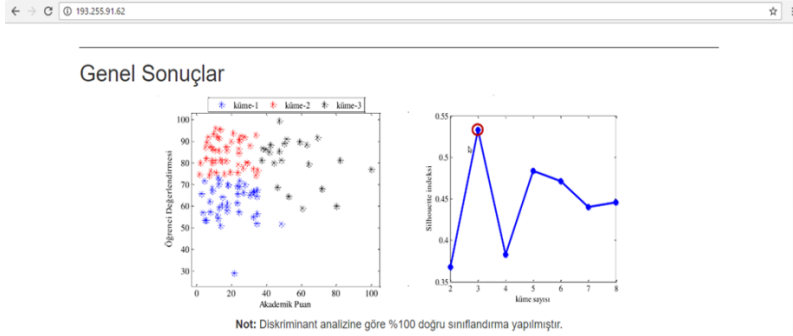 193.255.91.62
Genel Sonuçlar
küme-1 küme-2 küme-3
100
90
80
70
60
50
40
30
Öğrenci Değerlendirmesi
0 20 40 60 80 100
Akademik Puan
0.55
0.5
0.45
0.4
0.35
Silhouette indeksi
2 3 4 5 6 7 8
küme sayısı
Not: Diskriminant analizine göre %100 doğru sınıflandırma yapılmıştır.